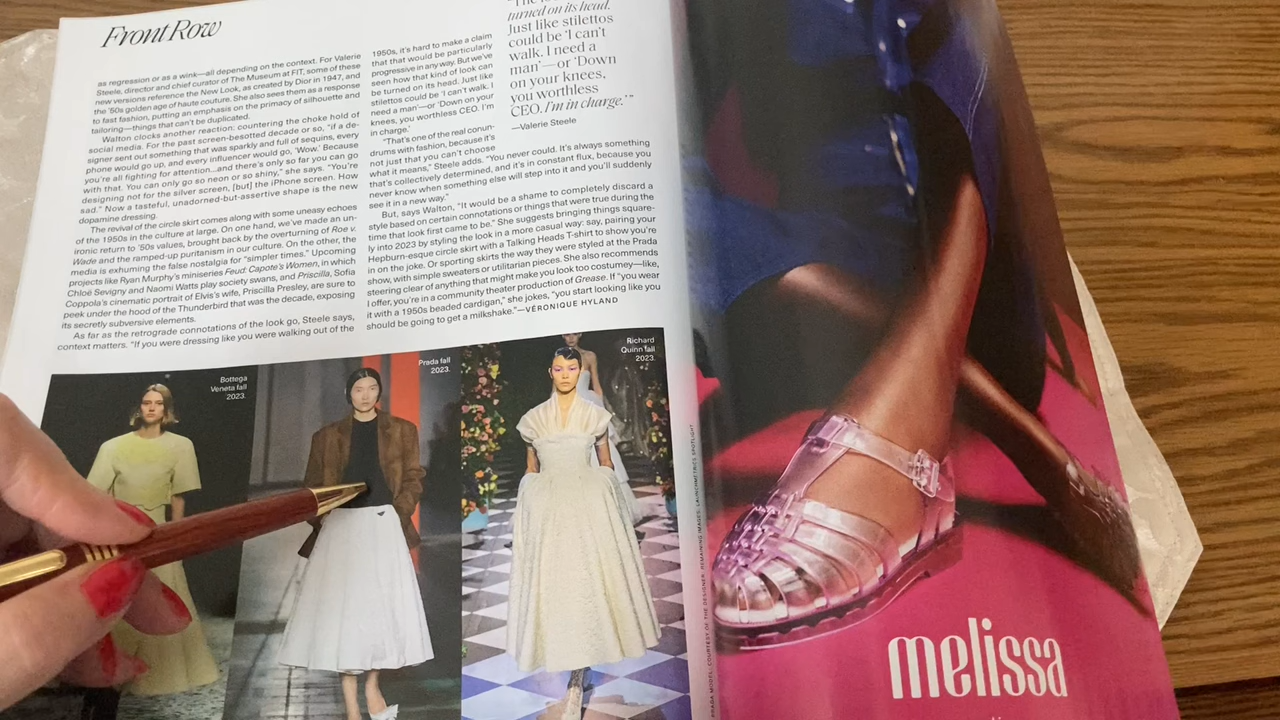 Front Row
as regression or as a wink—all depending on the context. For Valerie
Steele, director and chief curator of The Museum at FIT, some of these
new versions reference the New Look, as created by Dior in 1947, and
the '50s golden age of haute couture. She also sees them as a response
to fast fashion, putting an emphasis on the primacy of silhouette and
tailoring—things that can't be duplicated.
Walton clocks another reaction: countering the choke hold of
social media. For the past screen-besotted decade or so, "if a de-
signer sent out something that was sparkly and full of sequins, every
phone would go up, and every influencer would go, 'Wow.' Because
you're all fighting for attention...and there's only so far you can go
with that. You can only go so neon or so shiny," she says. "You're
designing not for the silver screen, [but] the iPhone screen. How
sad." Now a tasteful, unadorned-but-assertive shape is the new
dopamine dressing.
The revival of the circle skirt comes along with some uneasy echoes
of the 1950s in the culture at large. On one hand, we've made an un-
ironic return to '50s values, brought back by the overturning of Roe v.
Wade and the ramped-up puritanism in our culture. On the other, the
media is exhuming the false nostalgia for "simpler times." Upcoming
projects like Ryan Murphy's miniseries Feud: Capote's Women, in which
Chloë Sevigny and Naomi Watts play society swans, and Priscilla, Sofia
Coppola's cinematic portrait of Elvis's wife, Priscilla Presley, are sure to
peek under the hood of the Thunderbird that was the decade, exposing
its secretly subversive elements.
As far as the retrograde connotations of the look go, Steele says,
context matters. "If you were dressing like you were walking out of the
1950s, it's hard to make a claim
that that would be particularly
progressive in any way. But we've
seen how that kind of look can
be turned on its head. Just like
stilettos could be 'I can't walk. I
need a man'—or 'Down on your
knees, you worthless CEO. I'm
in charge.'
"That's one of the real conun-
drums with fashion, because it's
not just that you can't choose
what it means," Steele adds. "You never could. It's always something
that's collectively determined, and it's in constant flux, because you
never know when something else will step into it and you'll suddenly
see it in a new way."
But, says Walton, "It would be a shame to completely discard a
style based on certain connotations or things that were true during the
time that look first came to be." She suggests bringing things square-
ly into 2023 by styling the look in a more casual way: say, pairing your
Hepburn-esque circle skirt with a Talking Heads T-shirt to show you're
in on the joke. Or sporting skirts the way they were styled at the Prada
show, with simple sweaters or utilitarian pieces. She also recommends
steering clear of anything that might make you look too costumey—like,
I offer, you're in a community theater production of Grease. If "you wear
it with a 1950s beaded cardigan," she jokes, "you start looking like you
should be going to get a milkshake."—VÉRONIQUE HYLAND
turned on its head.
Just like stilettos
could be 'I can't
walk. I need a
man'—or 'Down
on your knees,
you worthless
CEO. I'm in charge.'"
—Valerie Steele
Bottega
Veneta fall
2023.
Prada fall
2023.
Richard
Quinn fall
2023.
PRADA MODEL: COURTESY OF THE DESIGNER; REMAINING IMAGES: LAUNCHMETRICS SPOTLIGHT
melissa